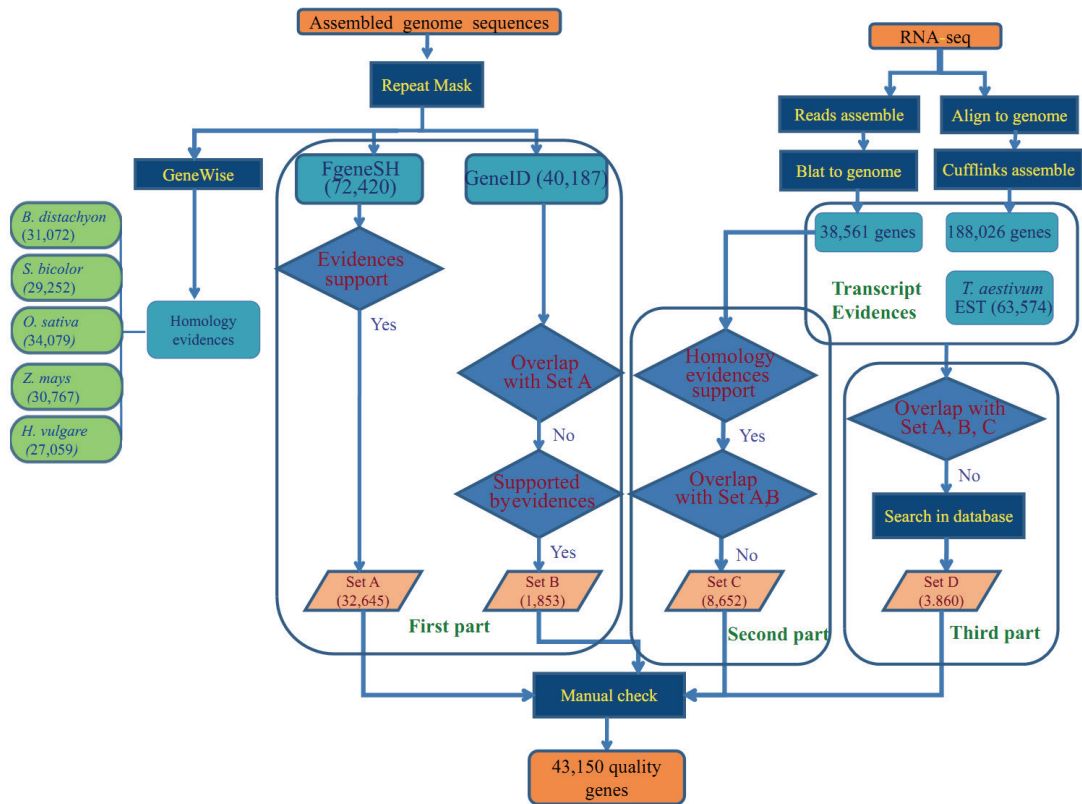 Assembled genome sequences
RNA-seq
Repeat Mask
Reads assemble
Align to genome
GeneWise
FgeneSH
(72,420)
GeneID (40,187)
Blat to genome
Cufflinks assemble
B. distachyon
(31,072)
S. bicolor
(29,252)
O. sativa
(34,079)
Z. mays
(30,767)
H. vulgare
(27,059)
Homology
evidences
Evidences
support
Yes
38,561 genes
188,026 genes
T. aestivum
EST (63,574)
Transcript
Evidences
Overlap
with Set A
No
Supported
byevidences
Yes
Homology
evidences
support
Yes
Overlap
with Set A,B
No
Overlap with
Set A, B, C
No
Search in database
Set A
(32,645)
Set B
(1,853)
Set C
(8,652)
Set D
(3.860)
First part
Second part
Third part
Manual check
43,150 quality
genes